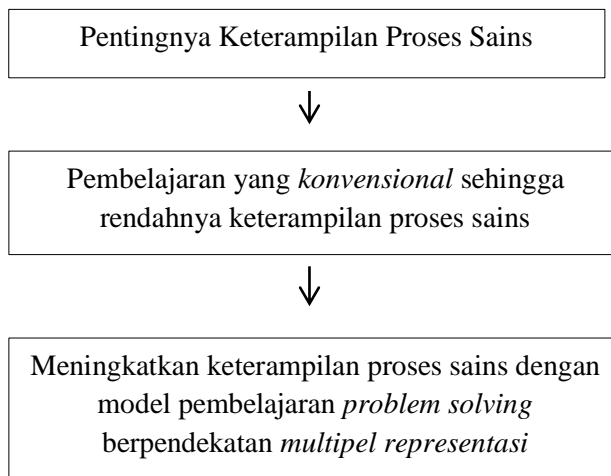 Pentingnya Keterampilan Proses Sains
Pembelajaran yang konvensional sehingga
rendahnya keterampilan proses sains
Meningkatkan keterampilan proses sains dengan
model pembelajaran problem solving
berpendekatan multipel representasi